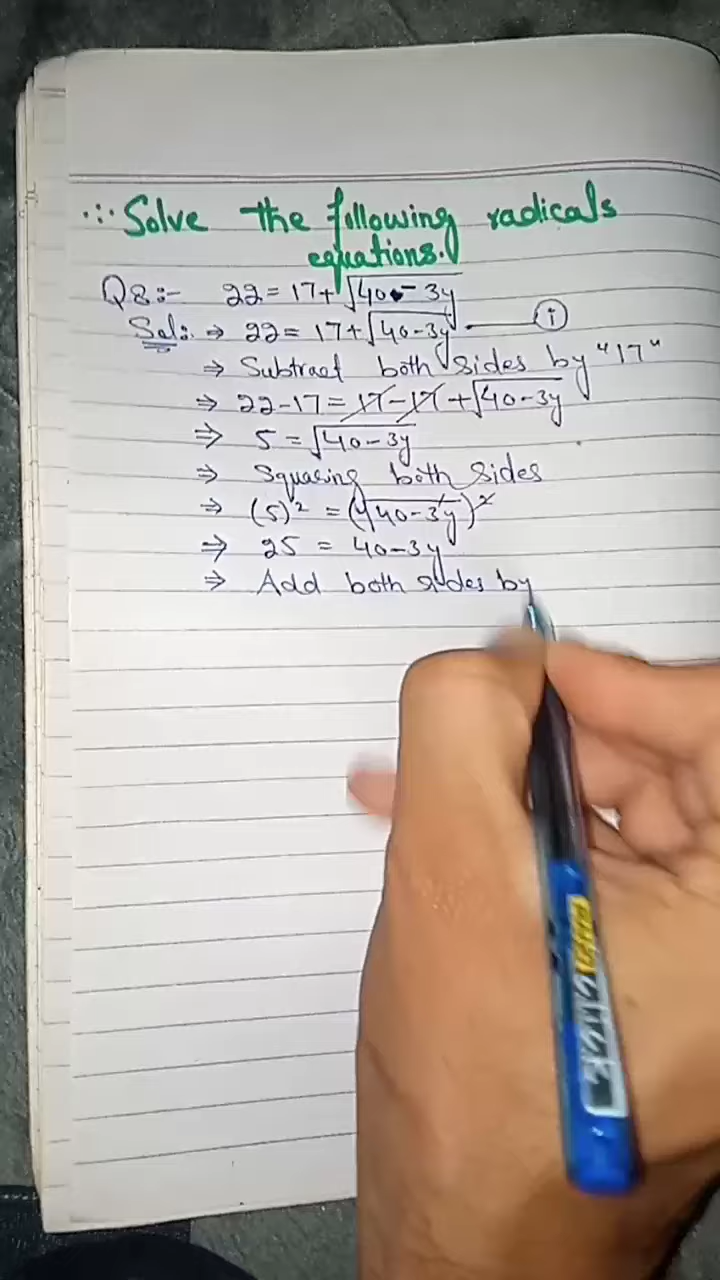 ∴ Solve the following radicals
equations.
Q8:- 22 = 17+√40 - 3y
Sol: ⇒ 22 = 17+√40-3y — (i)
⇒ Subtract both sides by "17"
⇒ 22-17 = 17-17 +√40-3y
⇒ 5 = √40-3y
⇒ Squaring both sides
⇒ (5)² = (√40-3y)²
⇒ 25 = 40-3y
⇒ Add both sides by